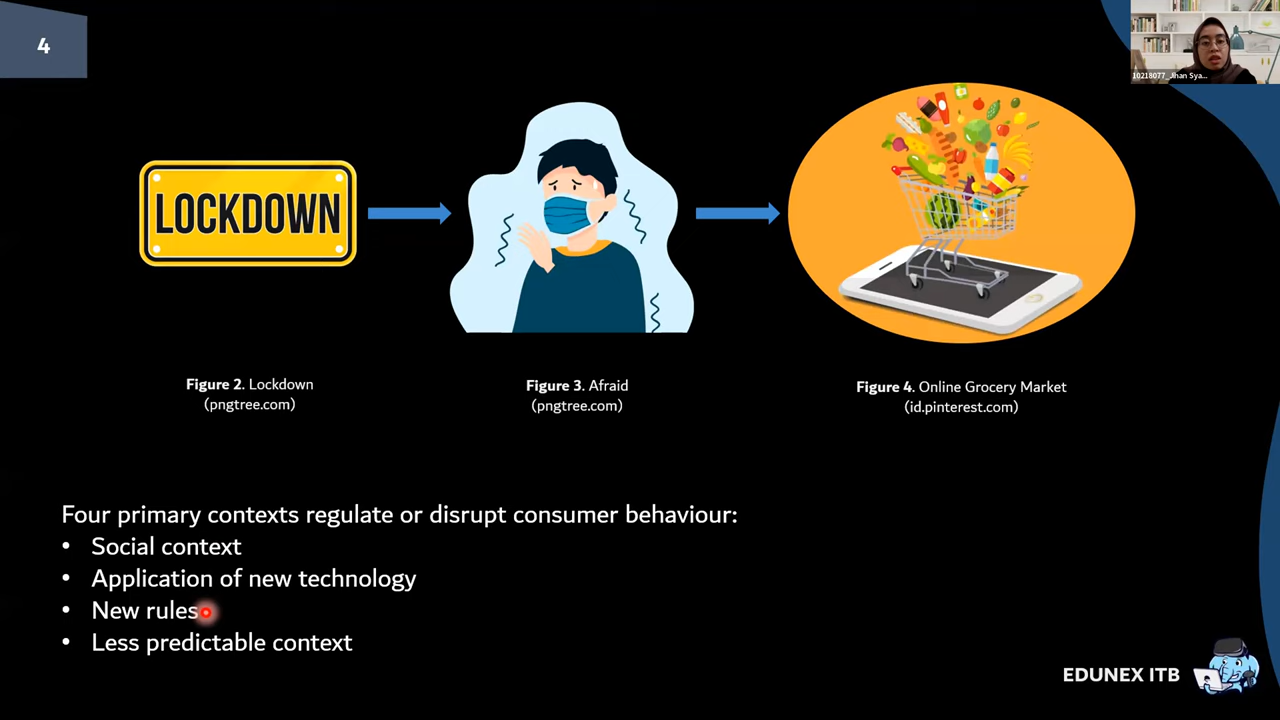 4
10218077_Jihan Sya...
LOCKDOWN
Figure 2. Lockdown
(pngtree.com)
Figure 3. Afraid
(pngtree.com)
Figure 4. Online Grocery Market
(id.pinterest.com)
Four primary contexts regulate or disrupt consumer behaviour:
• Social context
• Application of new technology
• New rules
• Less predictable context
EDUNEX ITB